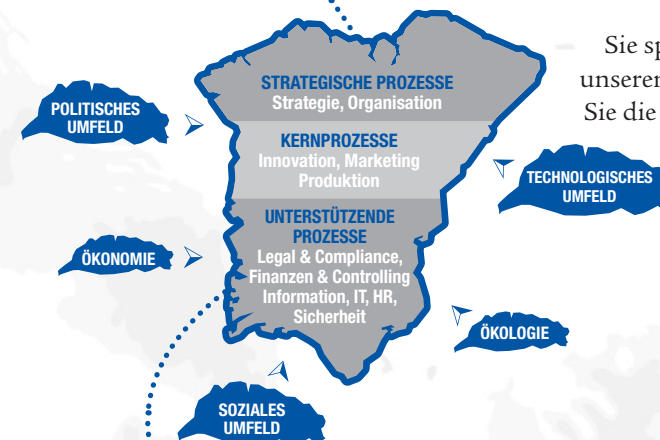 Sie sp
unserer
Sie die
STRATEGISCHE PROZESSE
Strategie, Organisation
POLITISCHES
UMFELD
KERNPROZESSE
Innovation, Marketing
Produktion
TECHNOLOGISCHES
UMFELD
UNTERSTÜTZENDE
PROZESSE
Legal & Compliance,
Finanzen & Controlling
Information, IT, HR,
Sicherheit
ÖKONOMIE
ÖKOLOGIE
SOZIALES
UMFELD